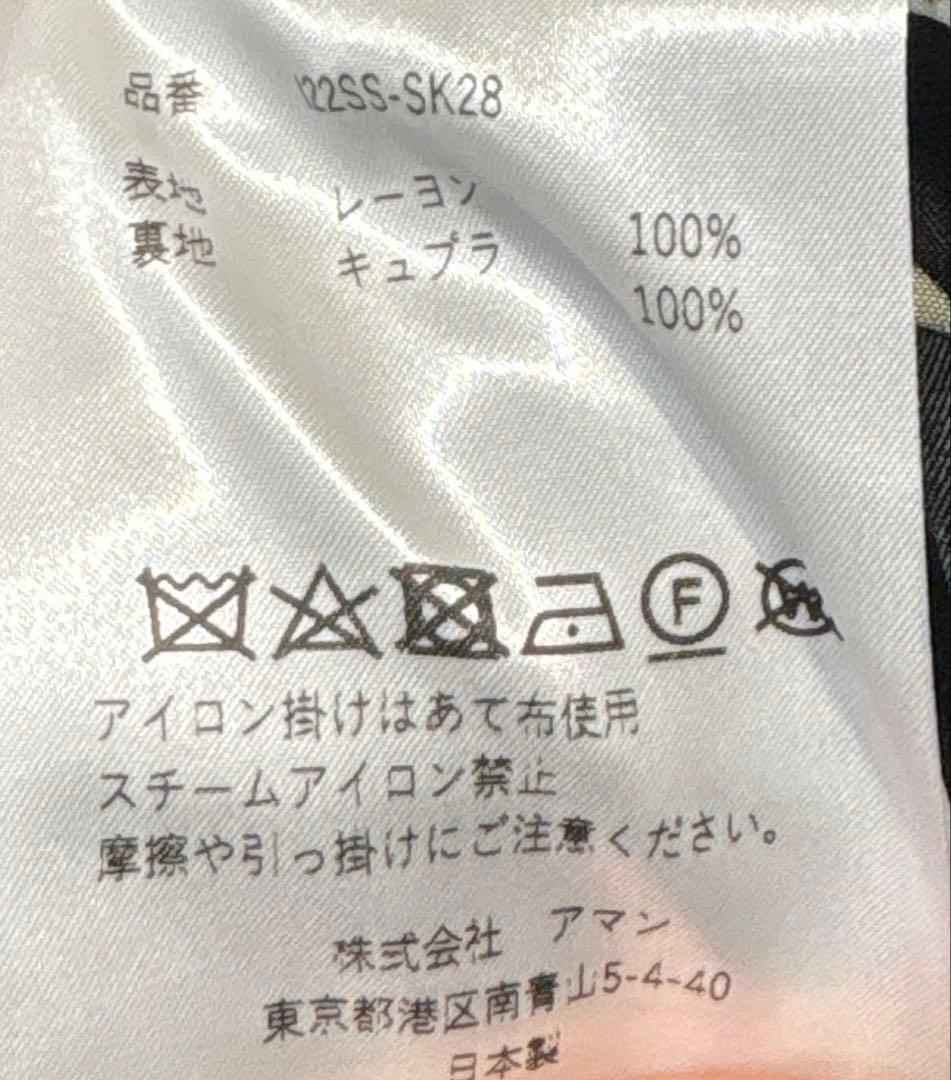 品番 '22SS-SK28
表地 レーヨン 100%
裏地 キュプラ 100%
F
W
アイロン掛けはあて布使用
スチームアイロン禁止
摩擦や引っ掛けにご注意ください。
株式会社 アマン
東京都港区南青山5-4-40
日本製